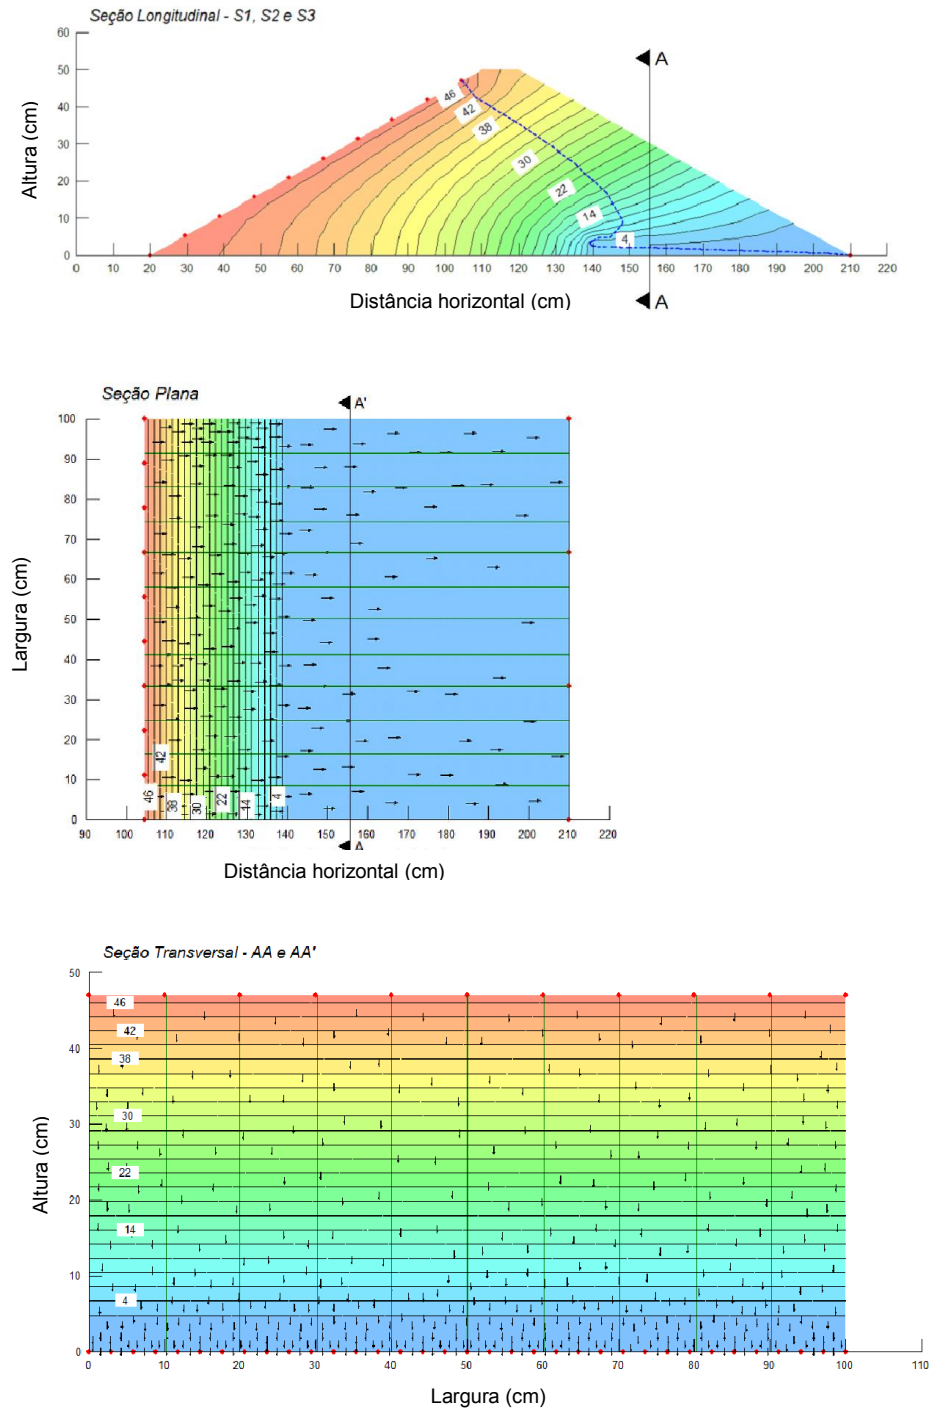 Seção Longitudinal - S1, S2 e S3
60
50
40
30
20
10
0
Altura (cm)
A
46
42
38
30
22
14
4
0 10 20 30 40 50 60 70 80 90 100 110 120 130 140 150 160 170 180 190 200 210 220
A
Distância horizontal (cm)
Seção Plana
A'
100
90
80
70
60
50
40
30
20
10
0
Largura (cm)
42
46 38 30 22 14 4
90 100 110 120 130 140 150 160 170 180 190 200 210 220
A
Distância horizontal (cm)
Seção Transversal - AA e AA'
50
40
30
20
10
0
Altura (cm)
46
42
38
30
22
14
4
0 10 20 30 40 50 60 70 80 90 100 110
Largura (cm)